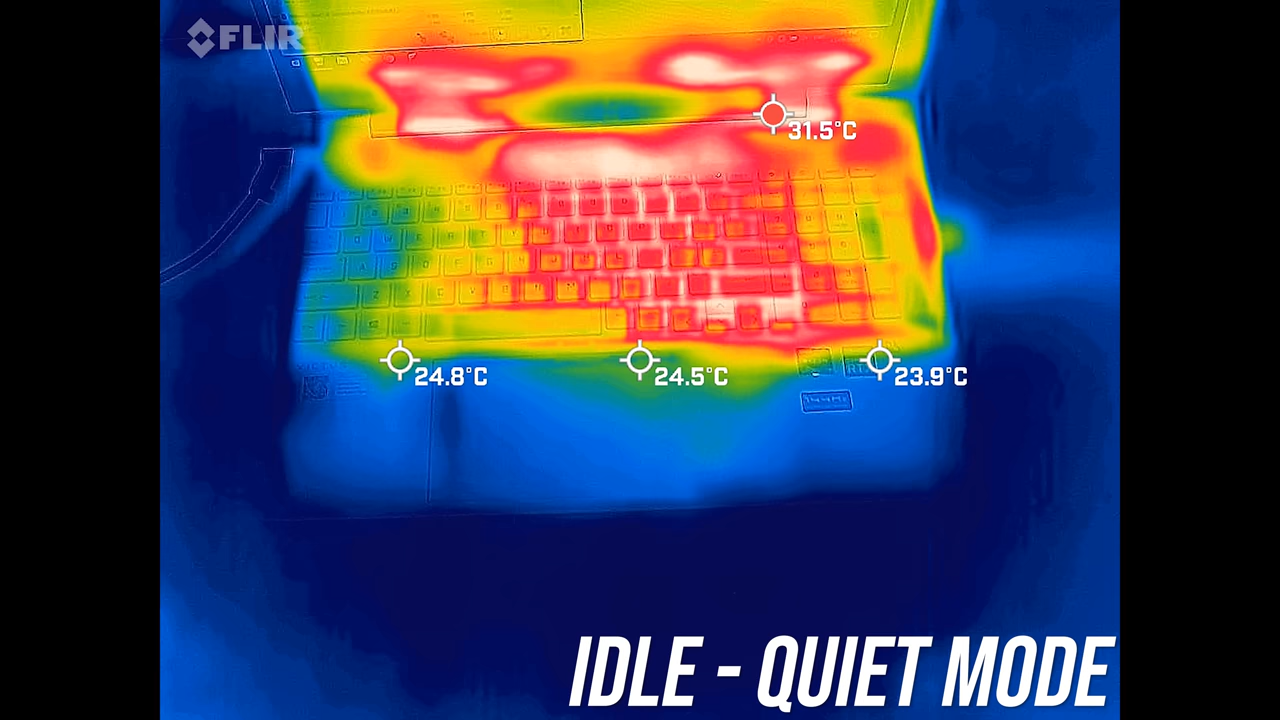 FLIR
31.5°C
24.8°C
24.5°C
23.9°C
IDLE - QUIET MODE